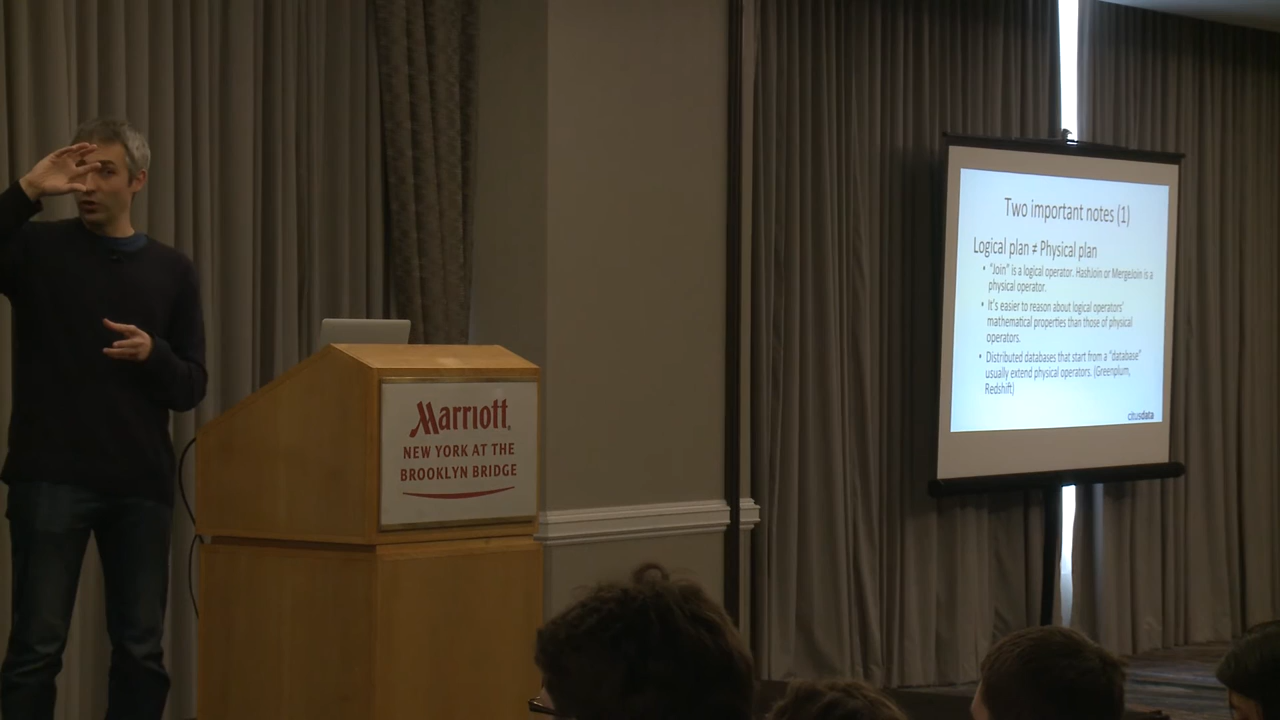 Marriott.
NEW YORK AT THE
BROOKLYN BRIDGE
Two important notes (1)
Logical plan ≠ Physical plan
• "Join" is a logical operator. HashJoin or MergeJoin is a
physical operator.
• It's easier to reason about logical operators'
mathematical properties than those of physical
operators.
• Distributed databases that start from a "database"
usually extend physical operators. (Greenplum,
Redshift)
citusdata